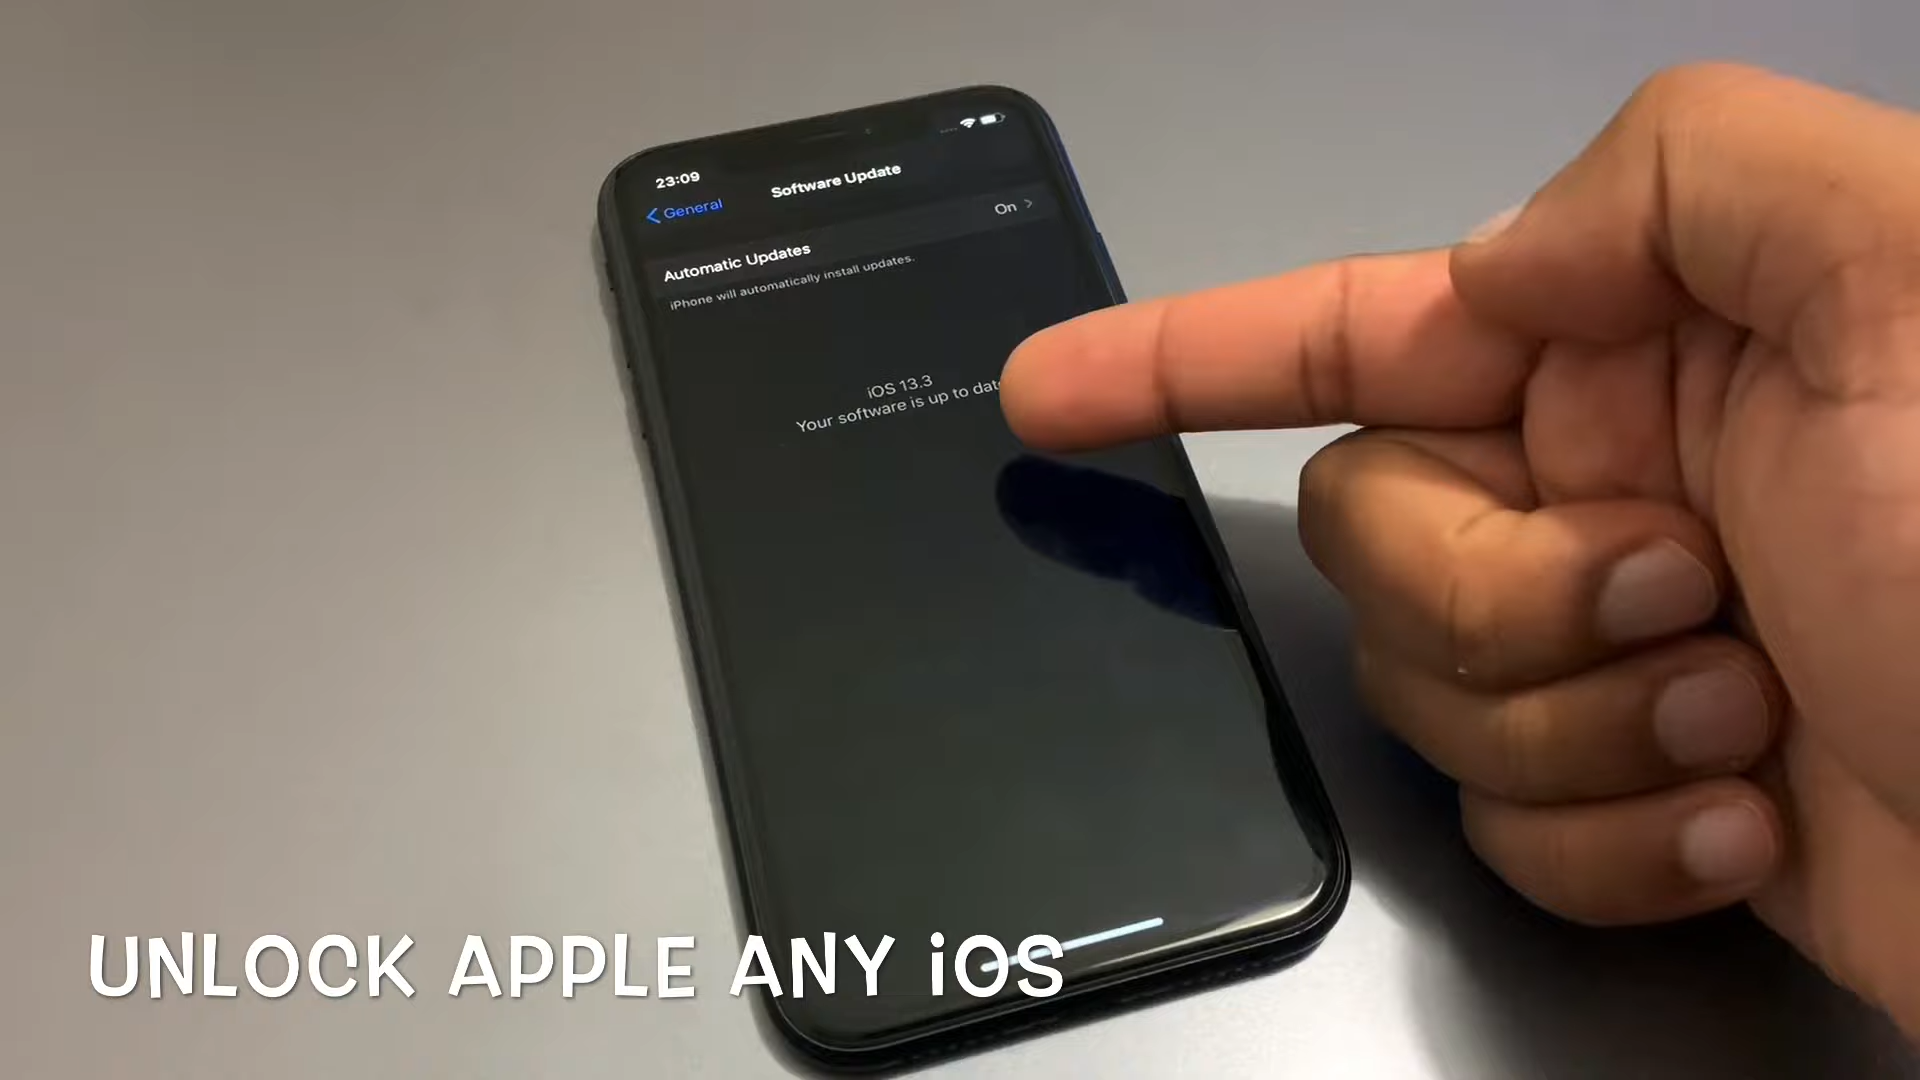 23:09
General
Software Update
Automatic Updates
On
iPhone will automatically install updates.
iOS 13.3
Your software is up to dat
UNLOCK APPLE ANY iOS